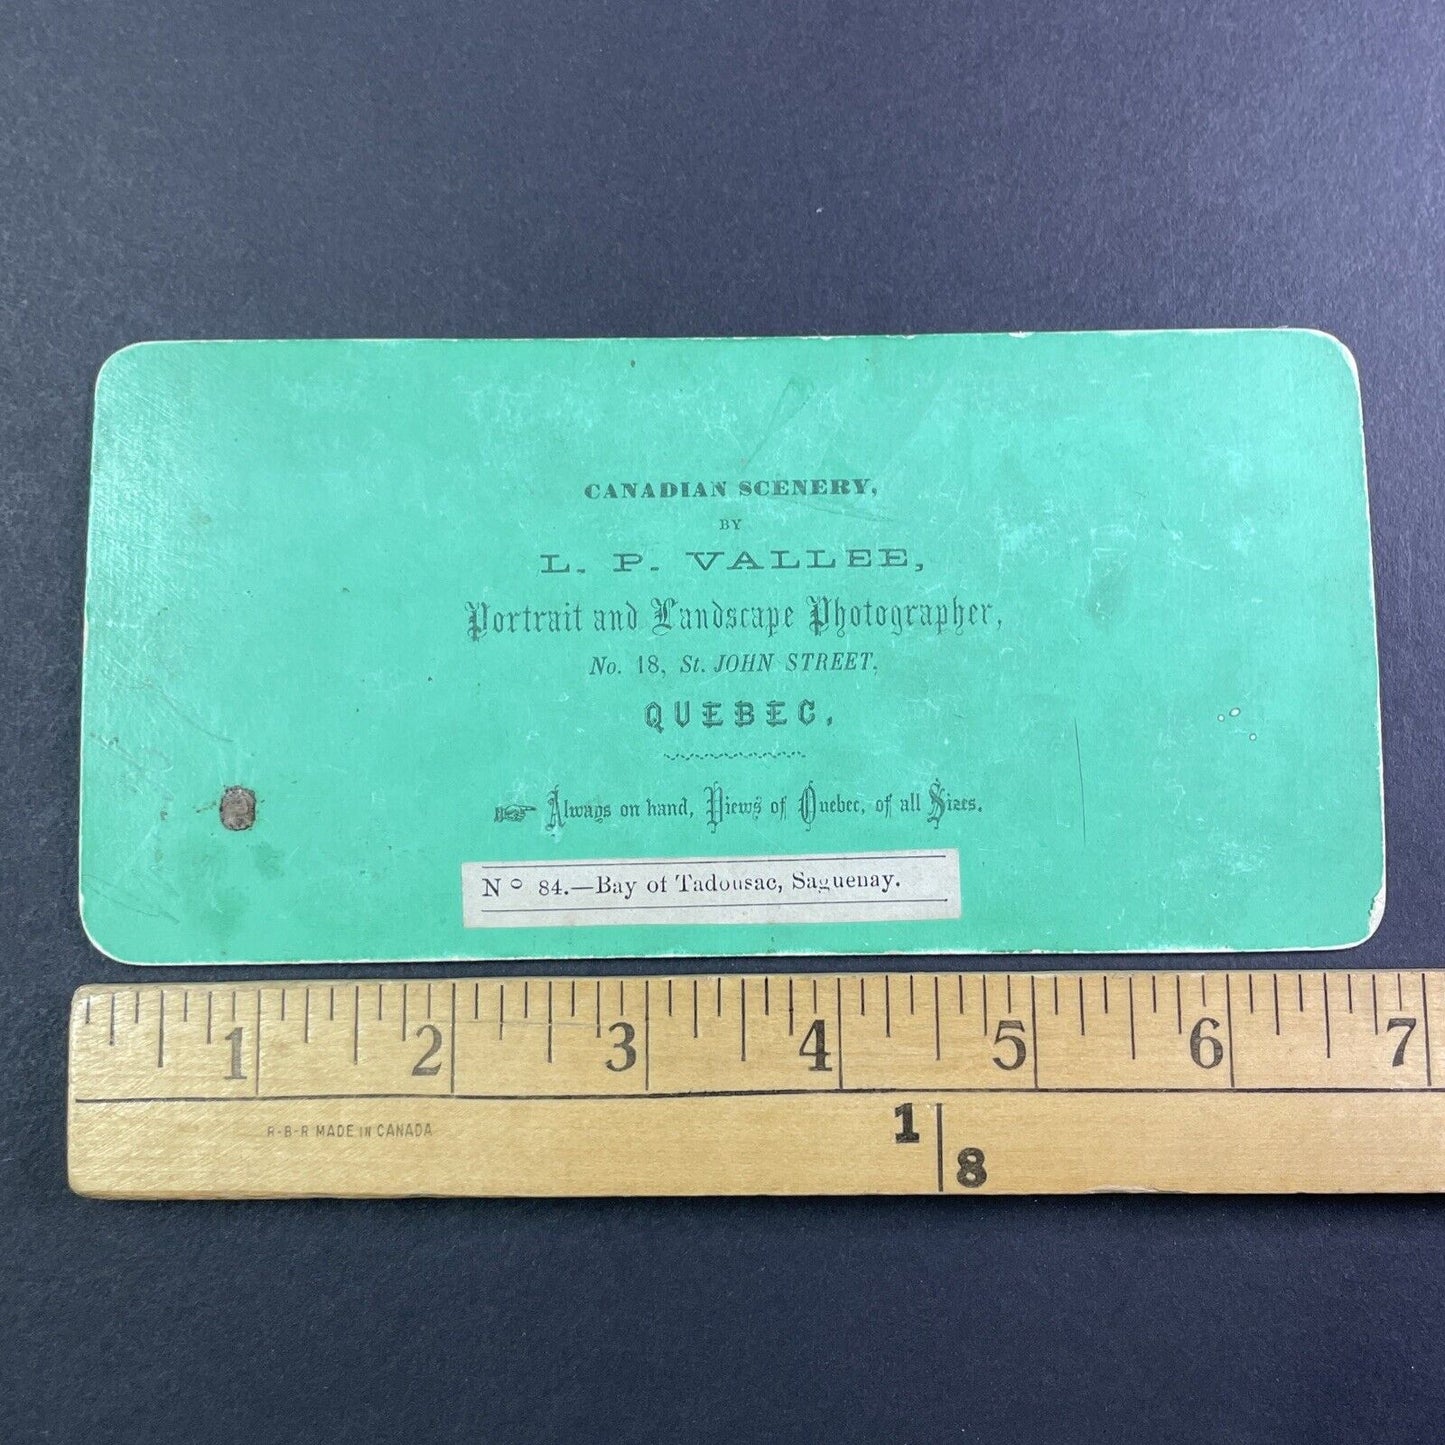 CANADIAN SCENERY,
BY
L. P. VALLEE,
Portrait and Landscape Photographer,
No. 18, St. JOHN STREET,
QUEBEC.
☞ Always on hand, Views of Quebec, of all Sizes.
No 84.—Bay of Tadousac, Saguenay.
1 2 3 4 5 6 7
R-B-R MADE IN CANADA
1
8